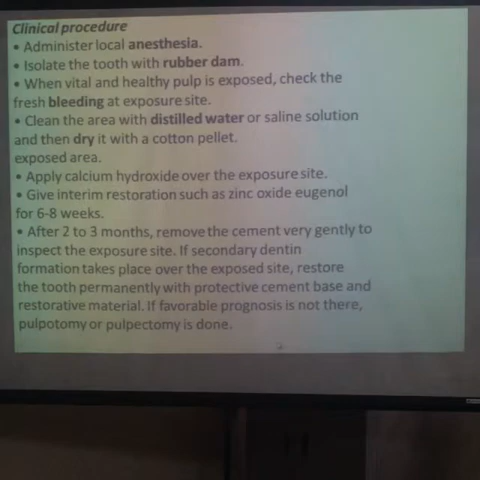 Clinical procedure
• Administer local anesthesia.
• Isolate the tooth with rubber dam.
• When vital and healthy pulp is exposed, check the
fresh bleeding at exposure site.
• Clean the area with distilled water or saline solution
and then dry it with a cotton pellet.
exposed area.
• Apply calcium hydroxide over the exposure site.
• Give interim restoration such as zinc oxide eugenol
for 6-8 weeks.
• After 2 to 3 months, remove the cement very gently to
inspect the exposure site. If secondary dentin
formation takes place over the exposed site, restore
the tooth permanently with protective cement base and
restorative material. If favorable prognosis is not there,
pulpotomy or pulpectomy is done.